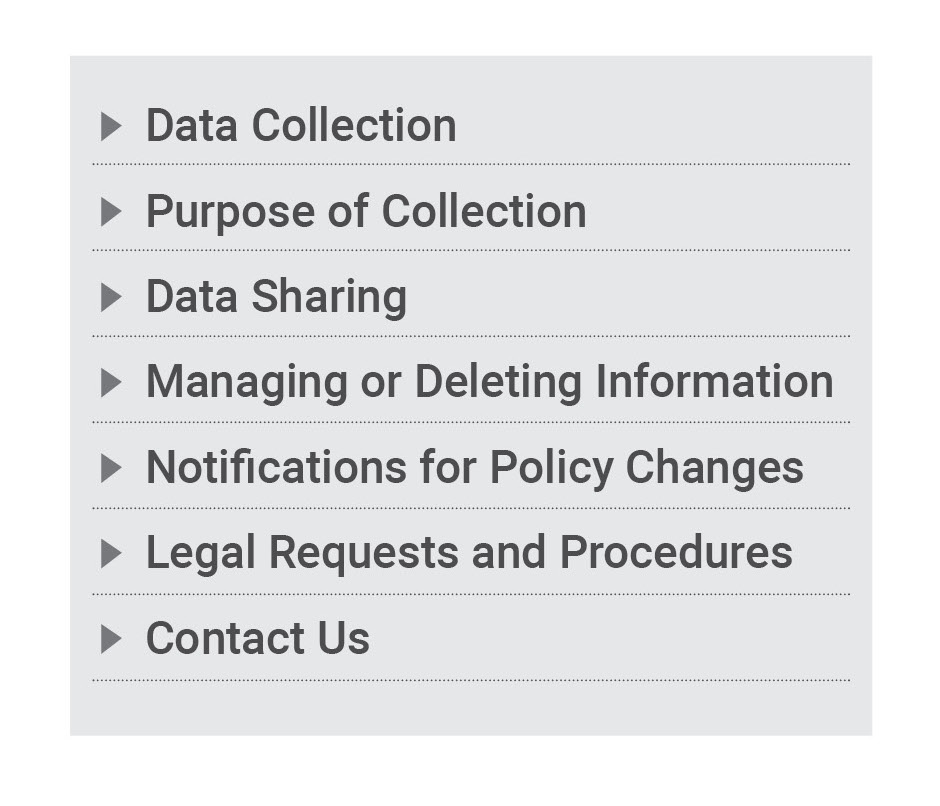 Data Collection
Purpose of Collection
Data Sharing
Managing or Deleting Information
Notifications for Policy Changes
Legal Requests and Procedures
Contact Us